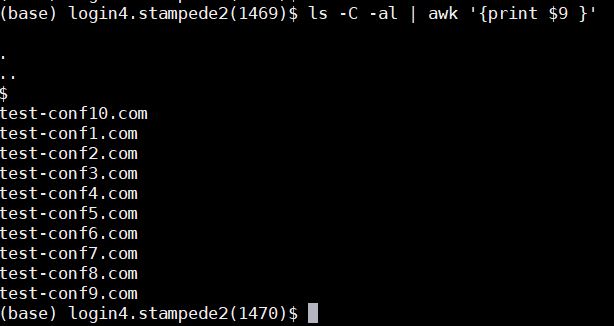 (base) login4.stampede2(1469)$ ls -C -al | awk '{print $9 }'
.
..
$
test-conf10.com
test-conf1.com
test-conf2.com
test-conf3.com
test-conf4.com
test-conf5.com
test-conf6.com
test-conf7.com
test-conf8.com
test-conf9.com
(base) login4.stampede2(1470)$